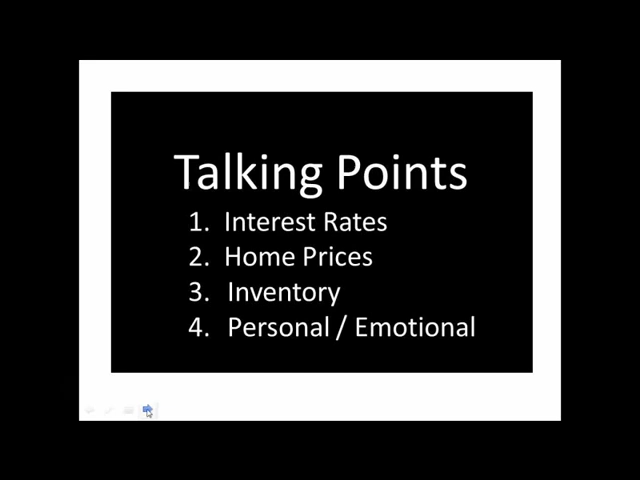 Talking Points
1. Interest Rates
2. Home Prices
3. Inventory
4. Personal / Emotional